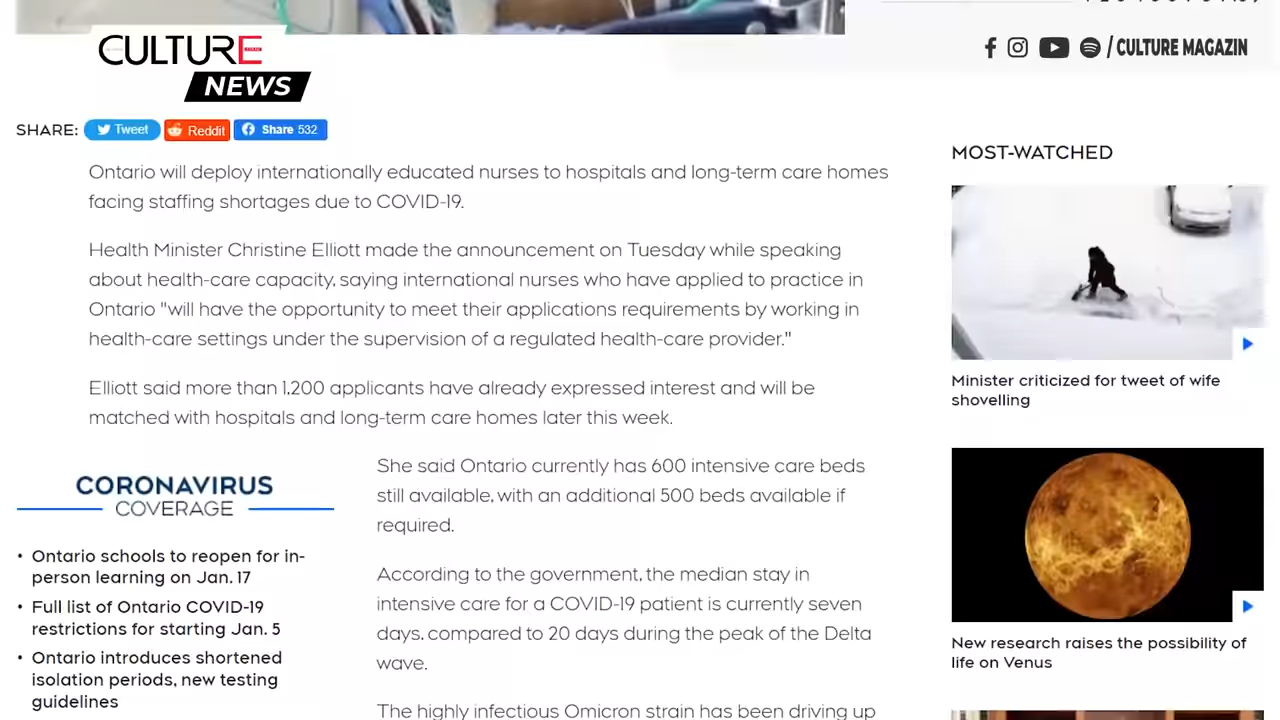 CULTURE
NEWS
/ CULTURE MAGAZIN
SHARE: Tweet Reddit Share 532
Ontario will deploy internationally educated nurses to hospitals and long-term care homes
facing staffing shortages due to COVID-19.
Health Minister Christine Elliott made the announcement on Tuesday while speaking
about health-care capacity, saying international nurses who have applied to practice in
Ontario "will have the opportunity to meet their applications requirements by working in
health-care settings under the supervision of a regulated health-care provider."
Elliott said more than 1,200 applicants have already expressed interest and will be
matched with hospitals and long-term care homes later this week.
CORONAVIRUS
COVERAGE
• Ontario schools to reopen for in-
person learning on Jan. 17
• Full list of Ontario COVID-19
restrictions for starting Jan. 5
• Ontario introduces shortened
isolation periods, new testing
guidelines
She said Ontario currently has 600 intensive care beds
still available, with an additional 500 beds available if
required.
According to the government, the median stay in
intensive care for a COVID-19 patient is currently seven
days, compared to 20 days during the peak of the Delta
wave.
The highly infectious Omicron strain has been driving up
MOST-WATCHED
Minister criticized for tweet of wife
shovelling
New research raises the possibility of
life on Venus